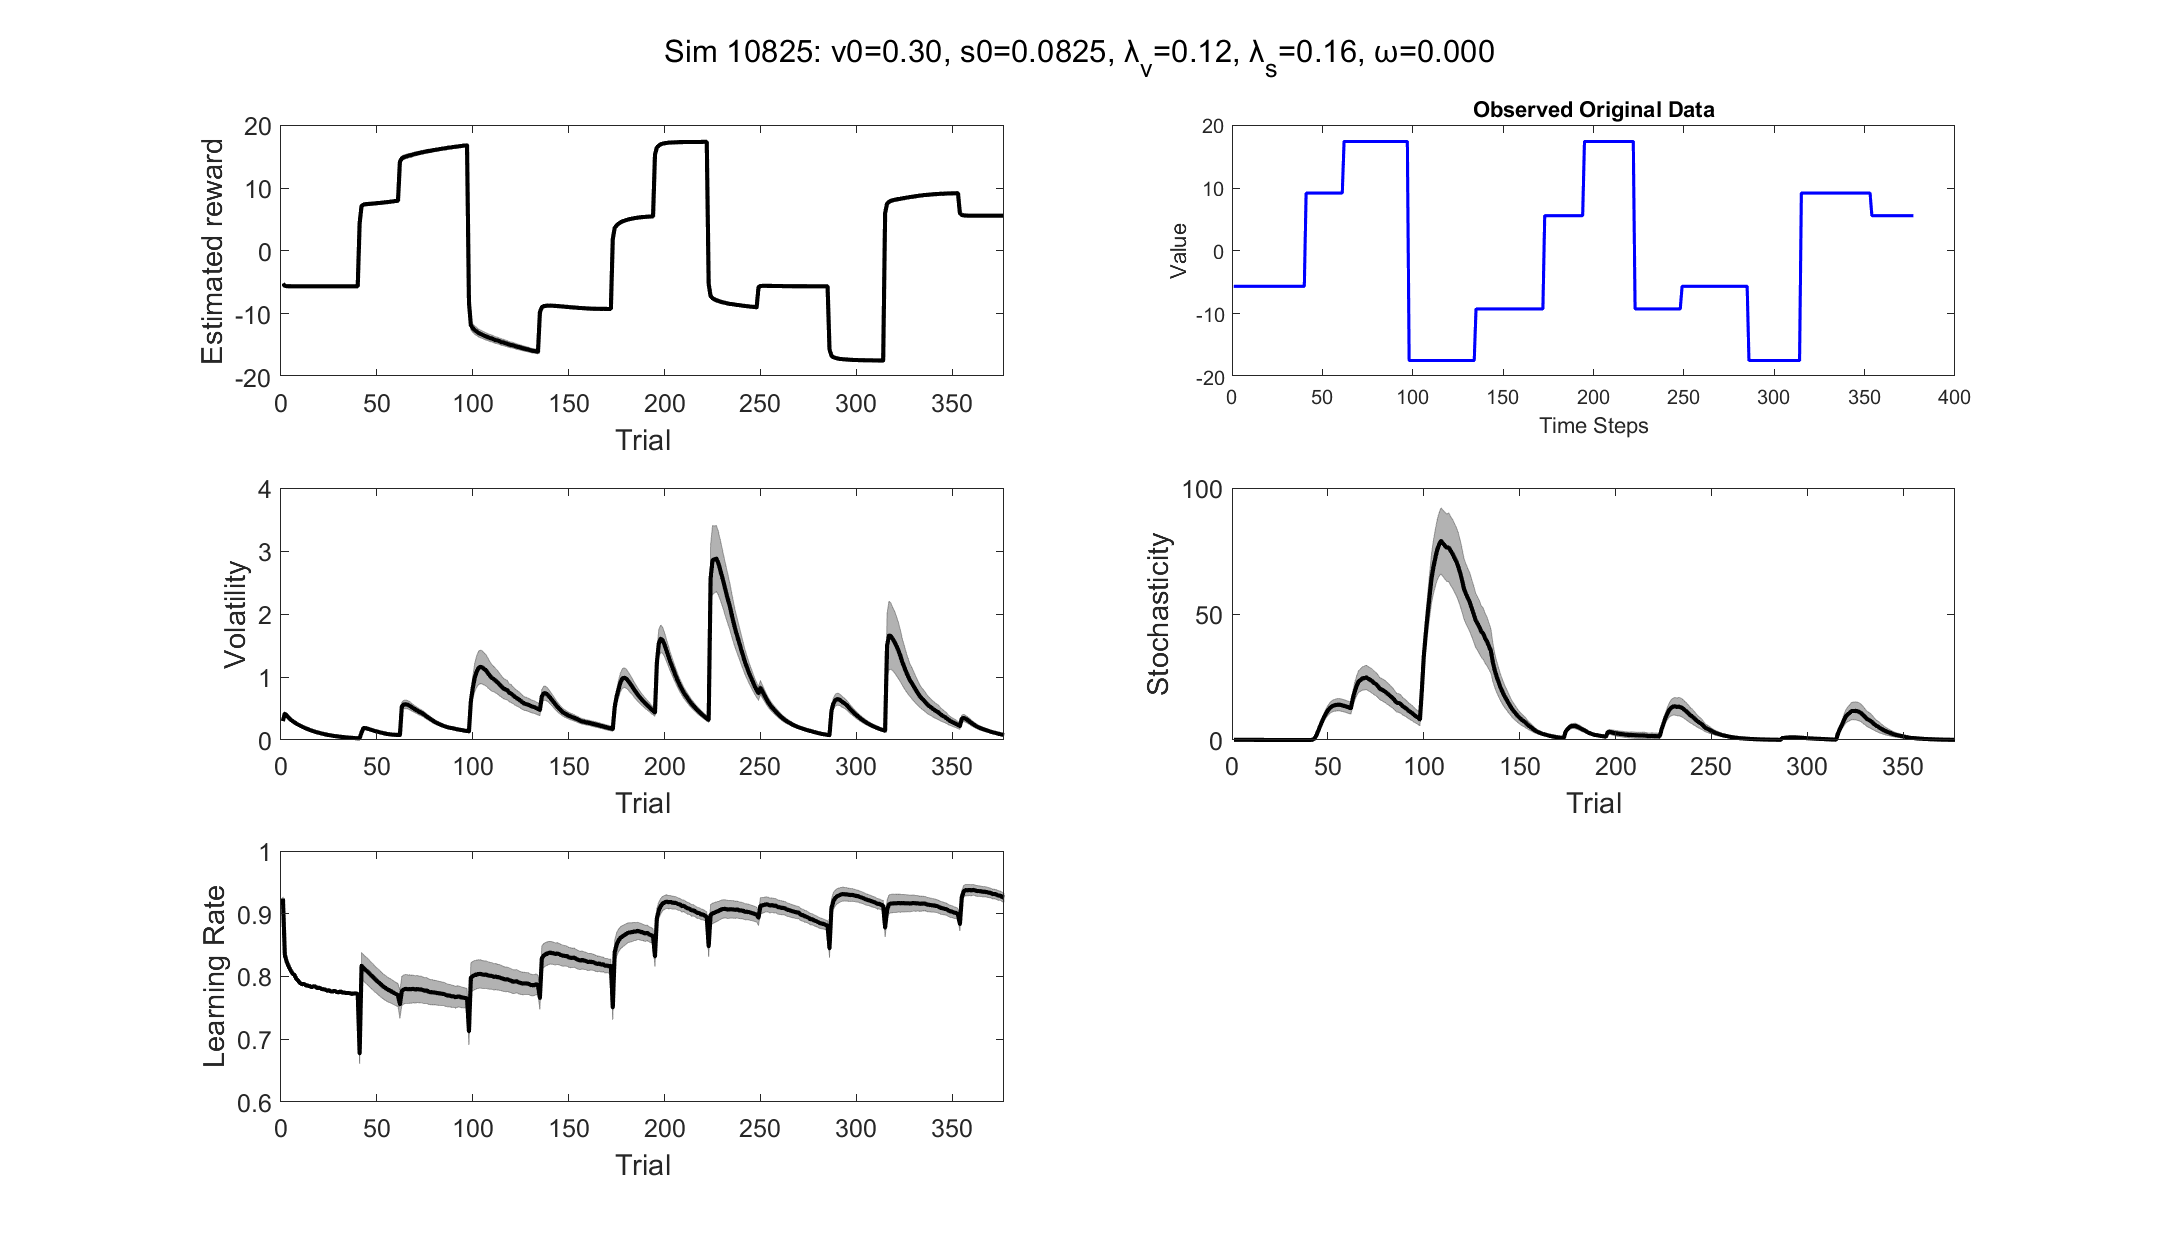 Sim 10825: v0=0.30, s0=0.0825, λv=0.12, λs=0.16, ω=0.000
Estimated reward
20
10
0
-10
-20
0 50 100 150 200 250 300 350
Trial
Observed Original Data
Value
20
10
0
-10
-20
0 50 100 150 200 250 300 350 400
Time Steps
Volatility
4
3
2
1
0
0 50 100 150 200 250 300 350
Trial
Stochasticity
100
50
0
0 50 100 150 200 250 300 350
Trial
Learning Rate
1
0.9
0.8
0.7
0.6
0 50 100 150 200 250 300 350
Trial